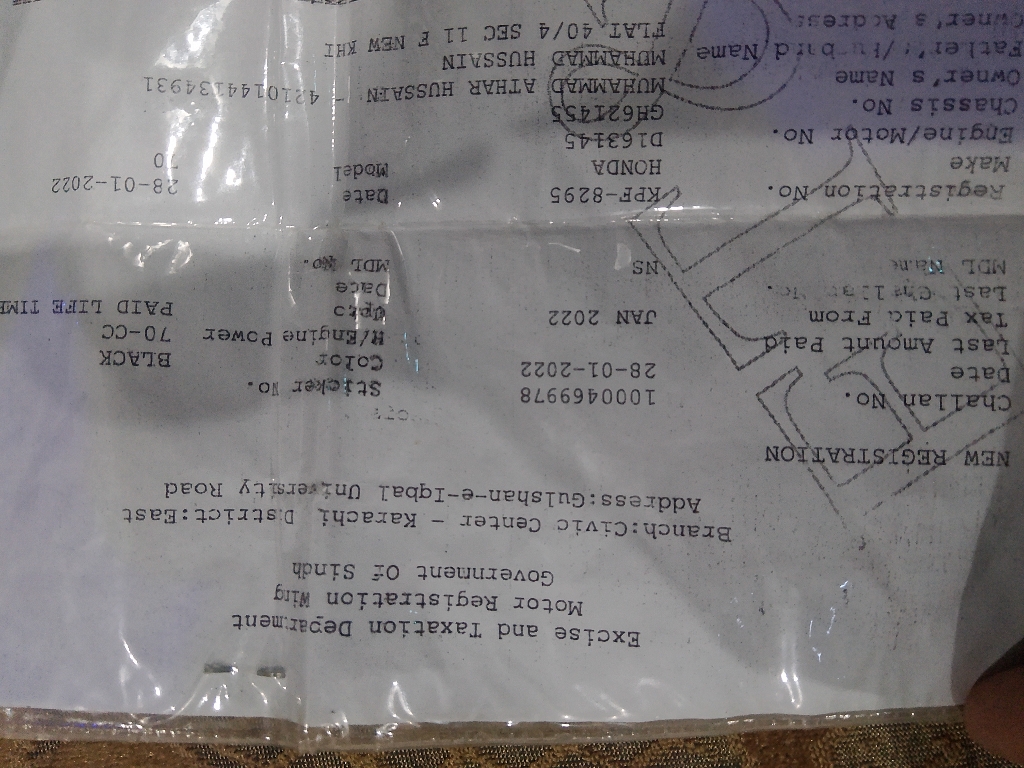 Excise and Taxation Department
Motor Registration Wing
Government Of Sindh
Branch:Civic Center - Karachi District:East
Address:Gulshan-e-Iqbal University Road
NEW REGISTRATION
Challan No. 1000469978 Sticker No.
Date 28-01-2022 Color BLACK
Last Amount Paid H/Engine Power 70-CC
Tax Paid From JAN 2022 Upto PAID LIFE TIME
Last Challan No. Date
MDL Name NS MDL No.
Registration No. KPF-8295 Date 28-01-2022
Make HONDA Model 70
Engine/Motor No. D163145
Chassis No. GH621455
Owner's Name MUHAMMAD ATHAR HUSSAIN - 4210144134931
Father's/Husband Name MUHAMMAD HUSSAIN
Owner's Address FLAT 40/4 SEC 11 F NEW KHI